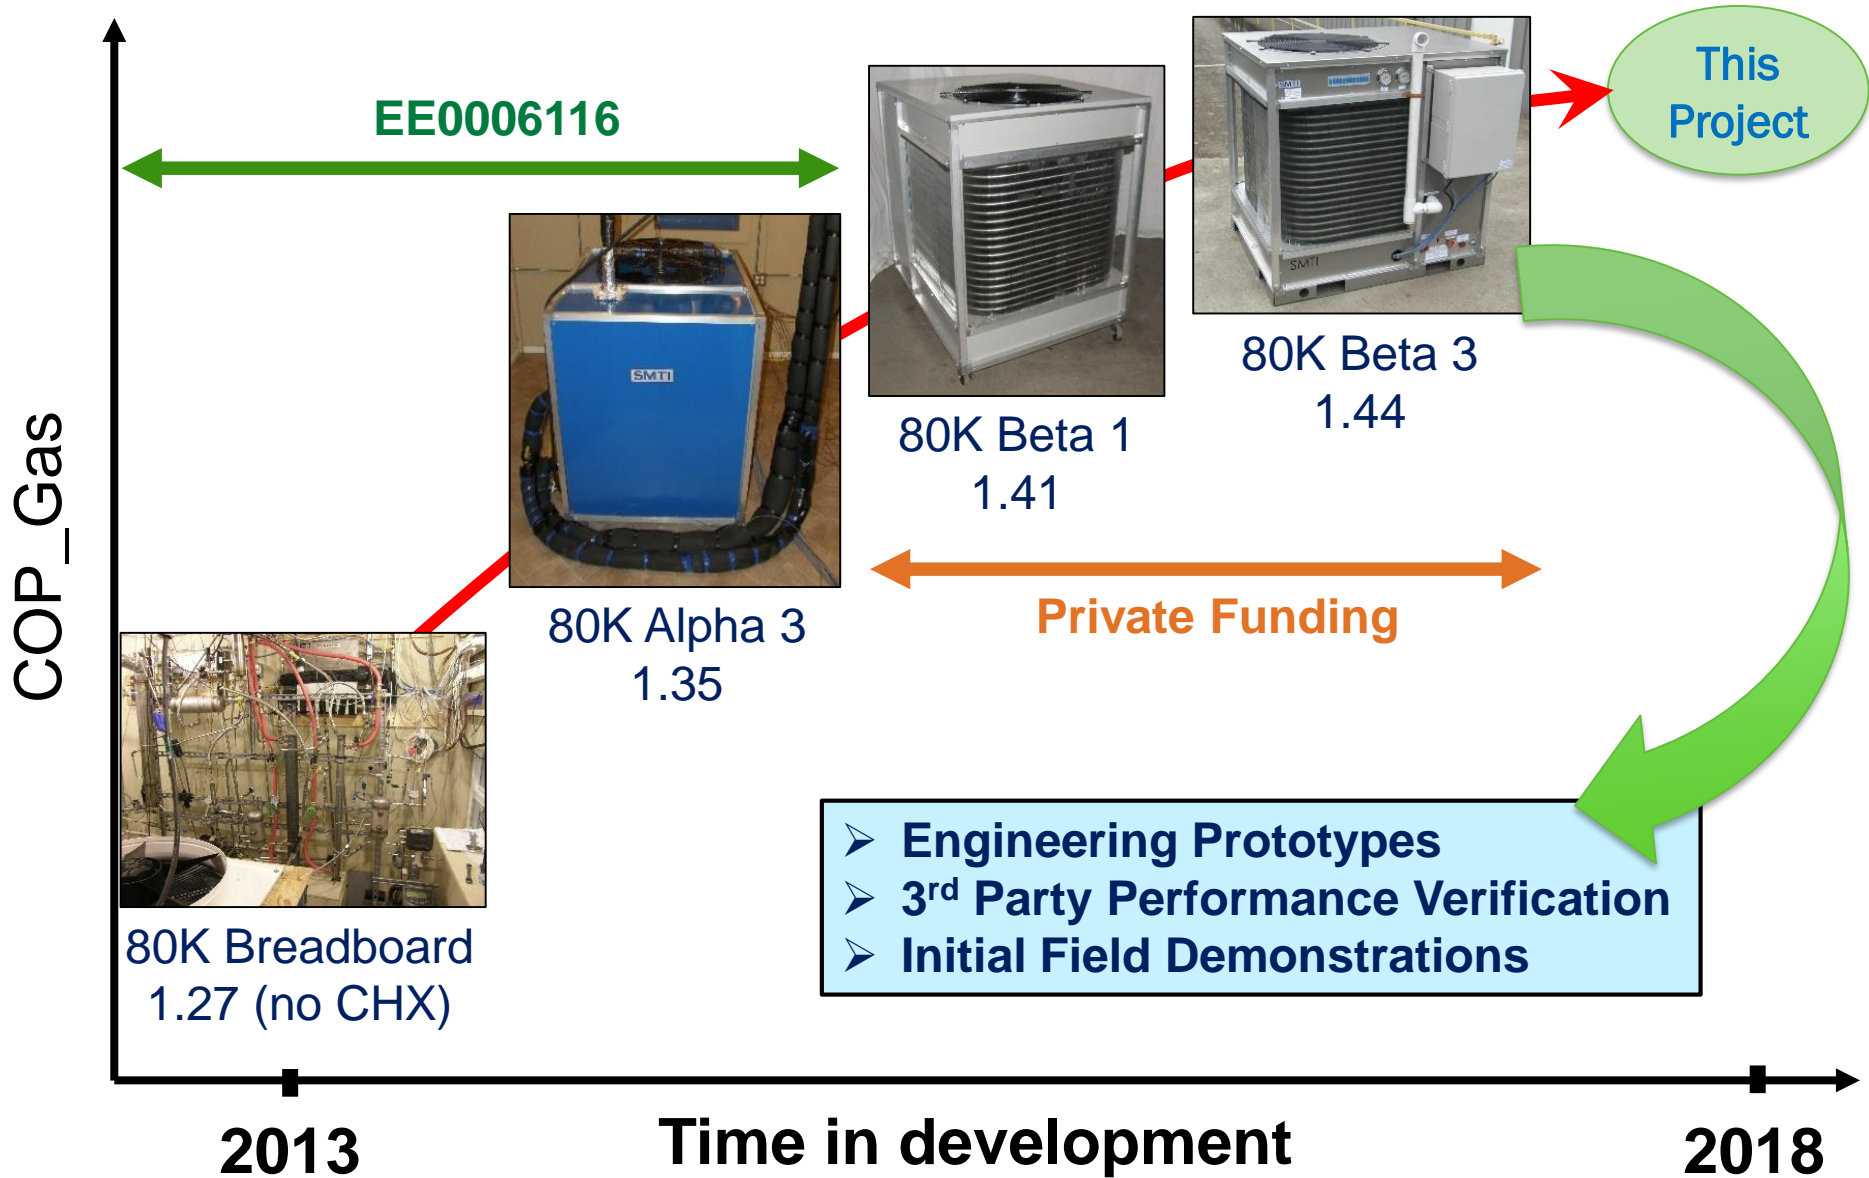 This
Project
EE0006116
SMTI
SMTI
SMTI
80K Beta 3
1.44
80K Beta 1
1.41
80K Alpha 3
1.35
Private Funding
COP_Gas
80K Breadboard
1.27 (no CHX)
➢ Engineering Prototypes
➢ 3rd Party Performance Verification
➢ Initial Field Demonstrations
2013
Time in development
2018